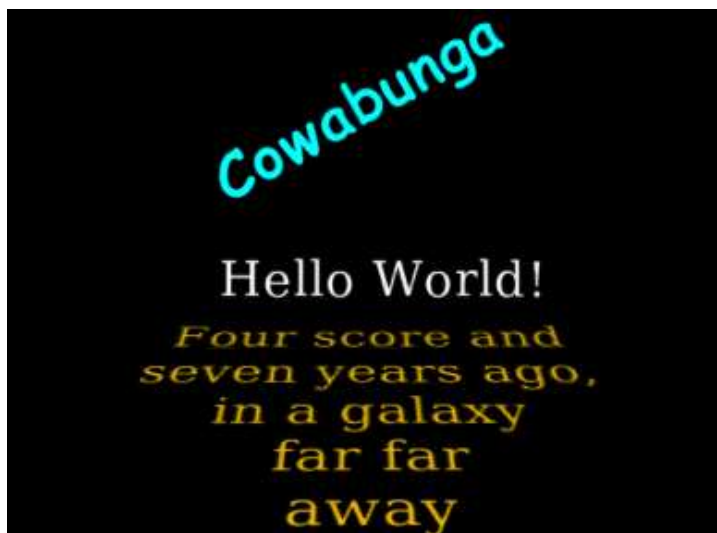 Cowabunga
Hello World!
Four score and
seven years ago,
in a galaxy
far far
away